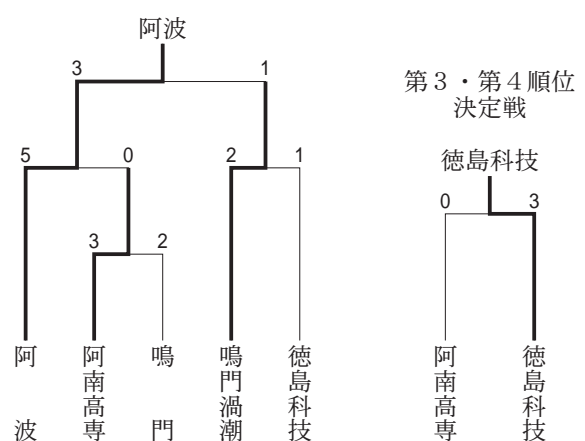 阿波
3 1
第３・第４順位
決定戦
5 0 2 1
徳島科技
0 3
3 2
阿波
阿南高専
鳴門
鳴門渦潮
徳島科技
阿南高専
徳島科技